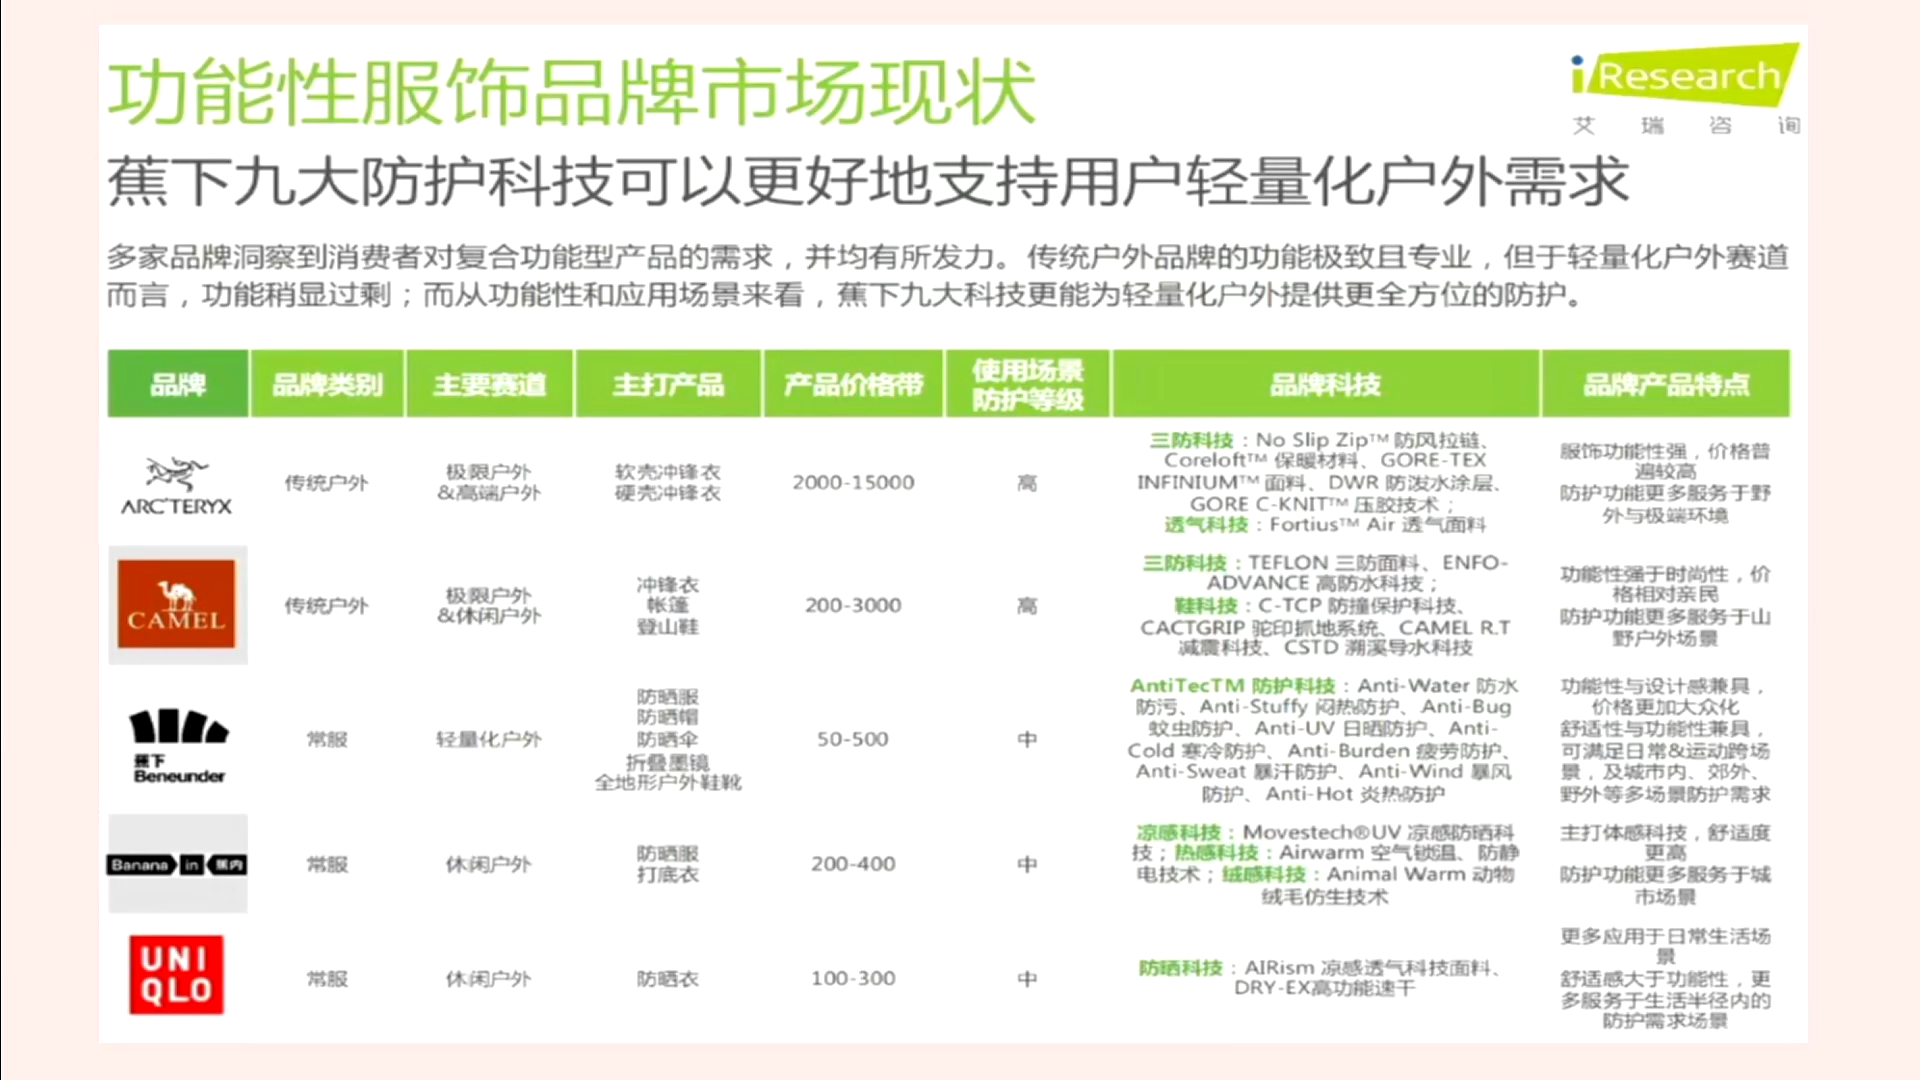 功能性服饰品牌市场现状
iResearch
艾瑞咨询
蕉下九大防护科技可以更好地支持用户轻量化户外需求
多家品牌洞察到消费者对复合功能型产品的需求，并均有所发力。传统户外品牌的功能极致且专业，但于轻量化户外赛道
而言，功能稍显过剩；而从功能性和应用场景来看，蕉下九大科技更能为轻量化户外提供更全方位的防护。
品牌
品牌类别
主要赛道
主打产品
产品价格带
使用场景
防护等级
品牌科技
品牌产品特点
ARC'TERYX
传统户外
极限户外
&高端户外
软壳冲锋衣
硬壳冲锋衣
2000-15000
高
三防科技：No Slip Zip™ 防风拉链、
Coreloft™ 保暖材料、GORE-TEX
INFINIUM™ 面料、DWR 防泼水涂层、
GORE C-KNIT™ 压胶技术；
透气科技：Fortius™ Air 透气面料
服饰功能性强，价格普
遍较高
防护功能更多服务于野
外与极端环境
CAMEL
传统户外
极限户外
&休闲户外
冲锋衣
帐篷
登山鞋
200-3000
高
三防科技：TEFLON 三防面料、ENFO-
ADVANCE 高防水科技；
鞋科技：C-TCP 防撞保护科技、
CACTGRIP 驼印抓地系统、CAMEL R.T
减震科技、CSTD 溯溪导水科技
功能性强于时尚性，价
格相对亲民
防护功能更多服务于山
野户外场景
蕉下
Beneunder
常服
轻量化户外
防晒服
防晒帽
防晒伞
折叠墨镜
全地形户外鞋靴
50-500
中
AntiTecTM 防护科技：Anti-Water 防水
防污、Anti-Stuffy 闷热防护、Anti-Bug
蚊虫防护、Anti-UV 日晒防护、Anti-
Cold 寒冷防护、Anti-Burden 疲劳防护、
Anti-Sweat 暴汗防护、Anti-Wind 暴风
防护、Anti-Hot 炎热防护
功能性与设计感兼具，
价格更加大众化
舒适性与功能性兼具，
可满足日常&运动跨场
景，及城市内、郊外、
野外等多场景防护需求
Banana in 蕉内
常服
休闲户外
防晒服
打底衣
200-400
中
凉感科技：Movestech®UV 凉感防晒科
技；热感科技：Airwarm 空气锁温、防静
电技术；绒感科技：Animal Warm 动物
绒毛仿生技术
主打体感科技，舒适度
更高
防护功能更多服务于城
市场景
UNI
QLO
常服
休闲户外
防晒衣
100-300
中
防晒科技：AIRism 凉感透气科技面料、
DRY-EX高功能速干
更多应用于日常生活场
景
舒适感大于功能性，更
多服务于生活半径内的
防护需求场景